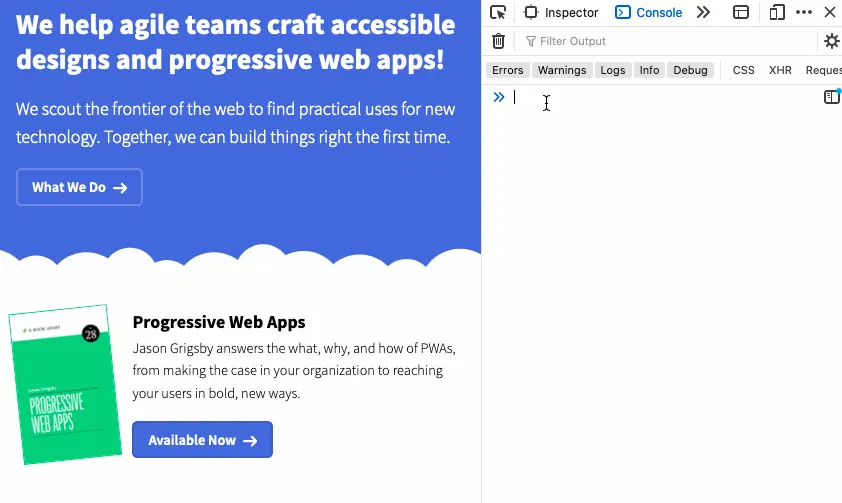 We help agile teams craft accessible
designs and progressive web apps!
We scout the frontier of the web to find practical uses for new
technology. Together, we can build things right the first time.
What We Do →
A BOOK APART
28
Jason Grigsby
PROGRESSIVE
WEB APPS
Progressive Web Apps
Jason Grigsby answers the what, why, and how of PWAs,
from making the case in your organization to reaching
your users in bold, new ways.
Available Now →
Inspector Console
Filter Output
Errors Warnings Logs Info Debug CSS XHR Reques